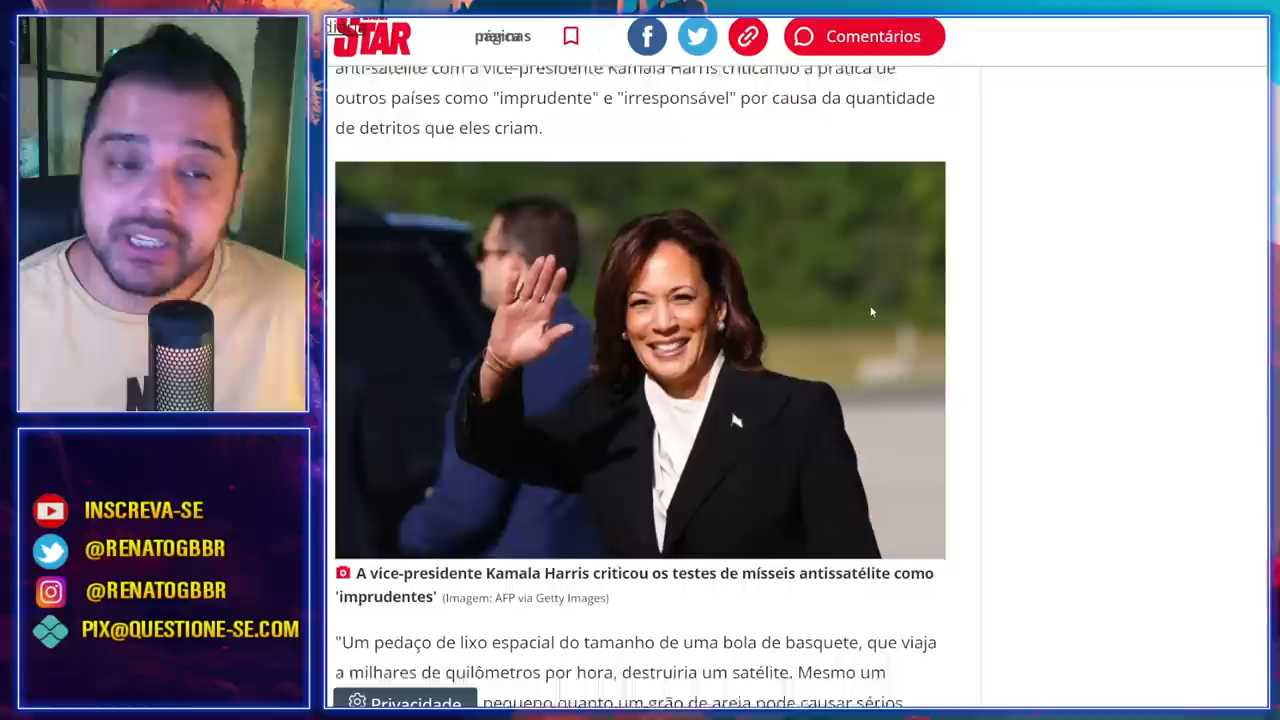 STAR
Comentários
anti-satélite com a vice-presidente Kamala Harris criticando a prática de
outros países como "imprudente" e "irresponsável" por causa da quantidade
de detritos que eles criam.
A vice-presidente Kamala Harris criticou os testes de mísseis antissatélite como
'imprudentes' (Imagem: AFP via Getty Images)
"Um pedaço de lixo espacial do tamanho de uma bola de basquete, que viaja
a milhares de quilômetros por hora, destruiria um satélite. Mesmo um
Privacidade
pequeno quanto um grão de areia pode causar sérios
INSCREVA-SE
@RENATOGBBR
@RENATOGBBR
PIX@QUESTIONE-SE.COM